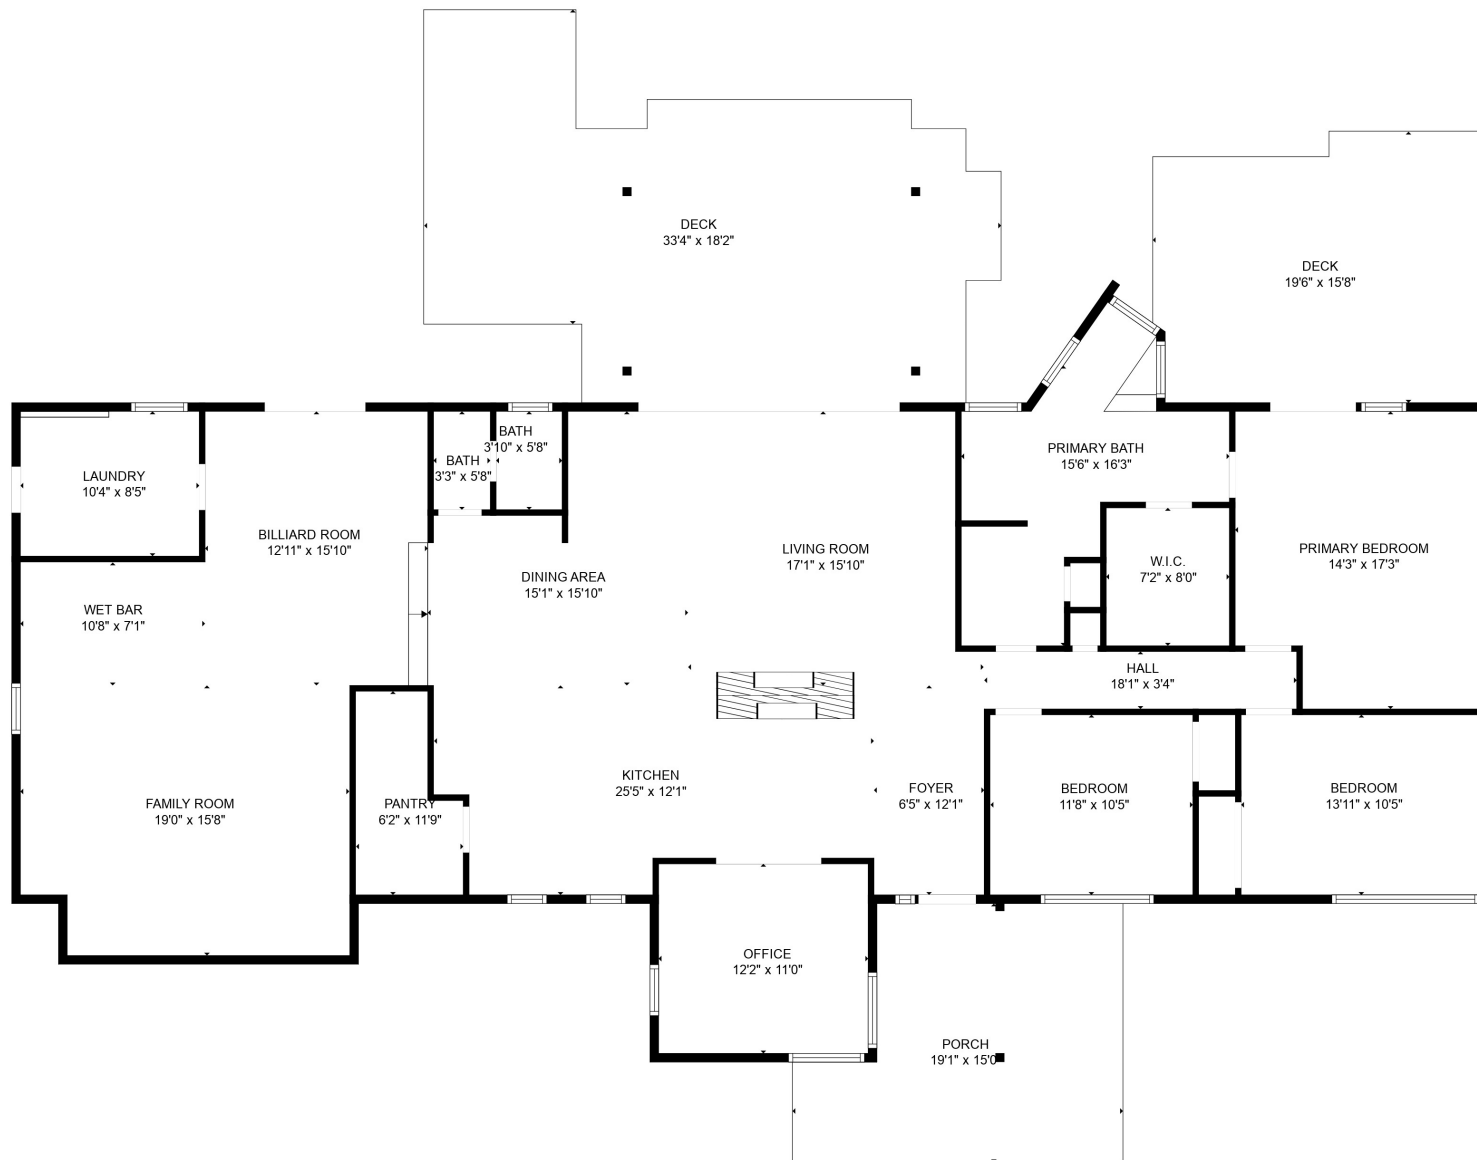 DECK
33'4" x 18'2"
DECK
19'6" x 15'8"
BATH
3'10" x 5'8"
BATH
3'3" x 5'8"
PRIMARY BATH
15'6" x 16'3"
LAUNDRY
10'4" x 8'5"
BILLIARD ROOM
12'11" x 15'10"
LIVING ROOM
17'1" x 15'10"
PRIMARY BEDROOM
14'3" x 17'3"
W.I.C.
7'2" x 8'0"
DINING AREA
15'1" x 15'10"
WET BAR
10'8" x 7'1"
HALL
18'1" x 3'4"
KITCHEN
25'5" x 12'1"
FOYER
6'5" x 12'1"
BEDROOM
11'8" x 10'5"
BEDROOM
13'11" x 10'5"
FAMILY ROOM
19'0" x 15'8"
PANTRY
6'2" x 11'9"
OFFICE
12'2" x 11'0"
PORCH
19'1" x 15'0